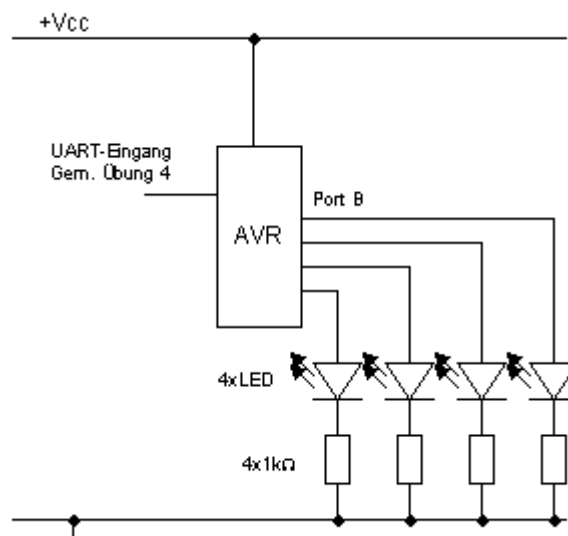 +Vcc
UART-Eingang
Gem. Übung 4
Port B
AVR
4xLED
4x1kΩ